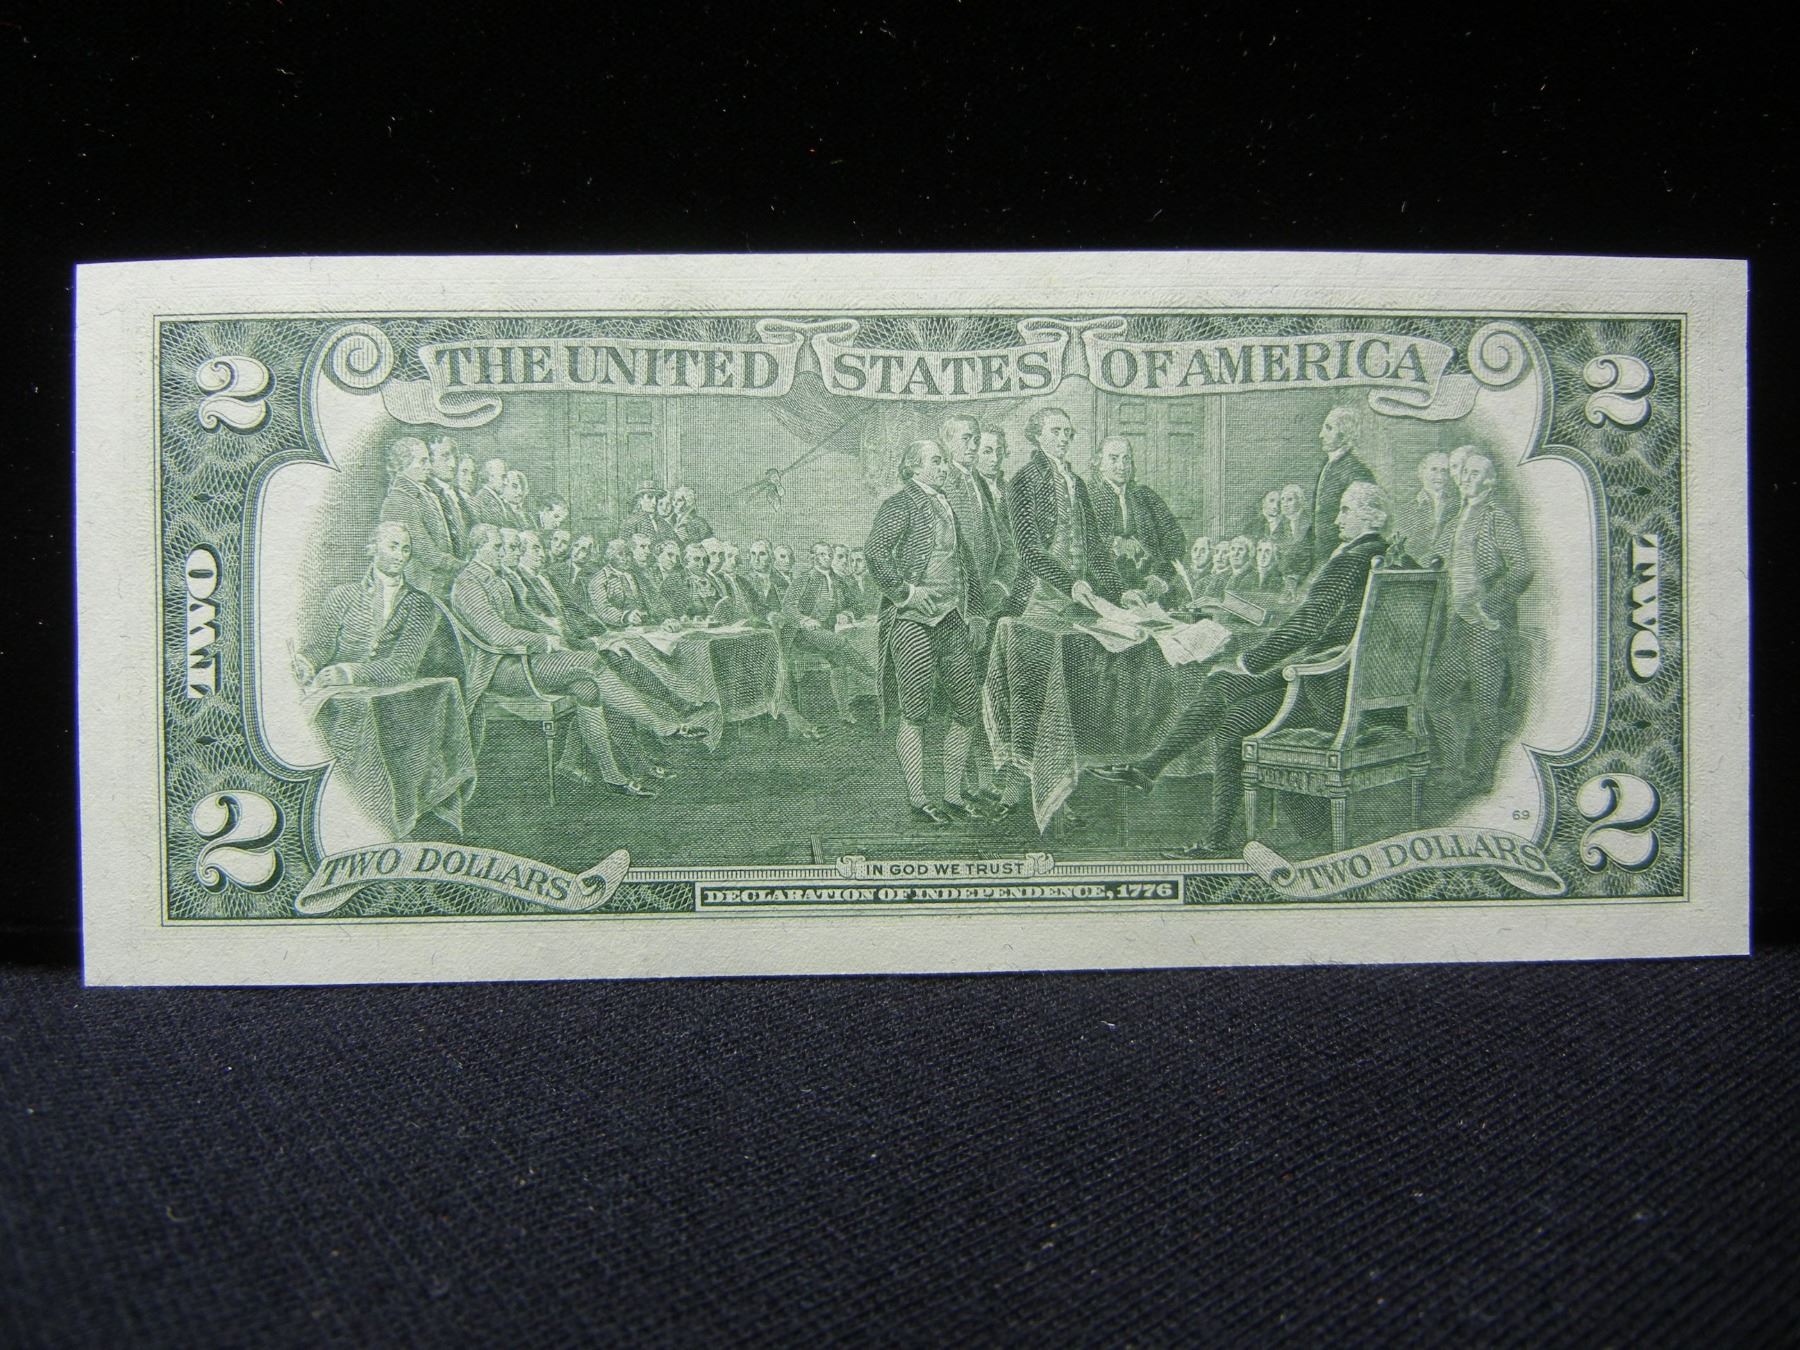 THE UNITED STATES OF AMERICA
2 2
TWO TWO
69
2 2
TWO DOLLARS IN GOD WE TRUST TWO DOLLARS
DECLARATION OF INDEPENDENCE, 1776